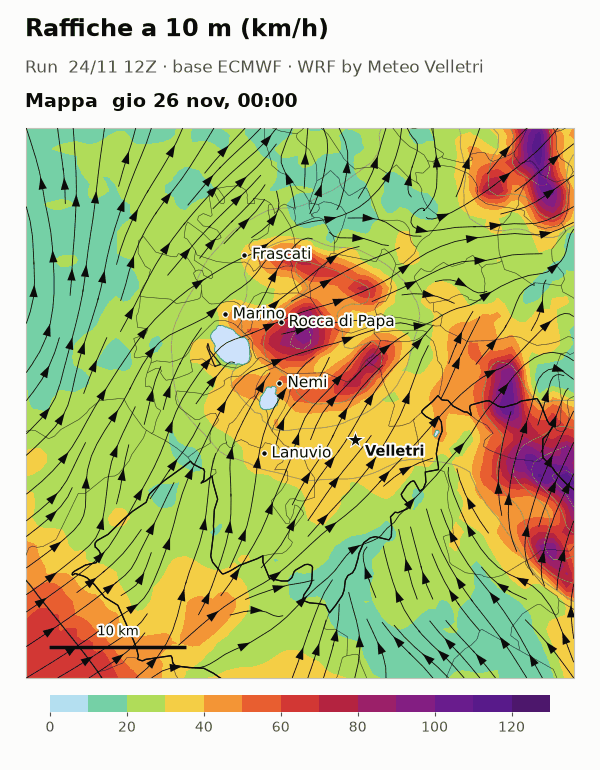 Raffiche a 10 m (km/h)
Run  24/11 12Z · base ECMWF · WRF by Meteo Velletri
Mappa  gio 26 nov, 00:00
Frascati
Marino
Rocca di Papa
Nemi
Velletri
Lanuvio
10 km
0 20 40 60 80 100 120